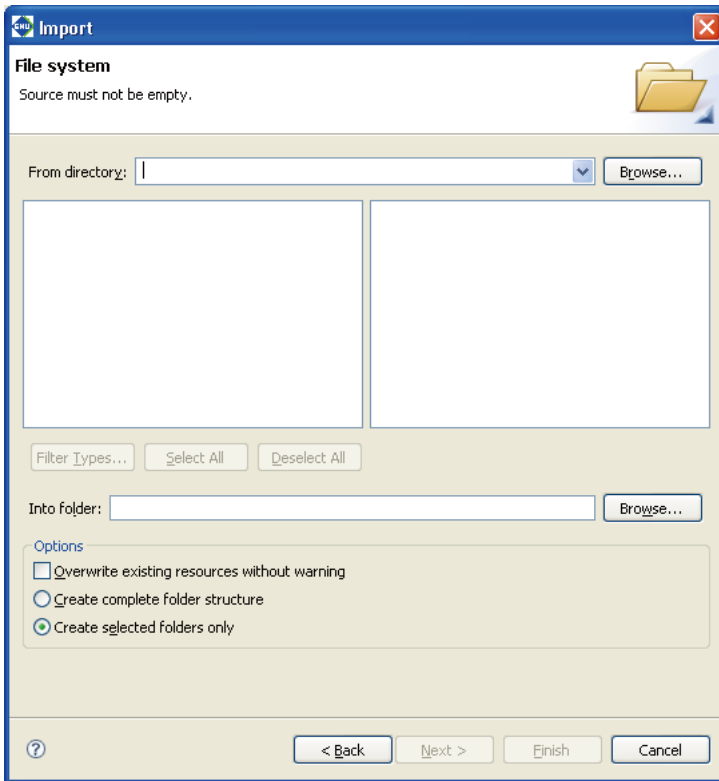 EMU Import
File system
Source must not be empty.
From directory: Browse...
Filter Types... Select All Deselect All
Into folder: Browse...
Options
Overwrite existing resources without warning
Create complete folder structure
Create selected folders only
? < Back Next > Finish Cancel